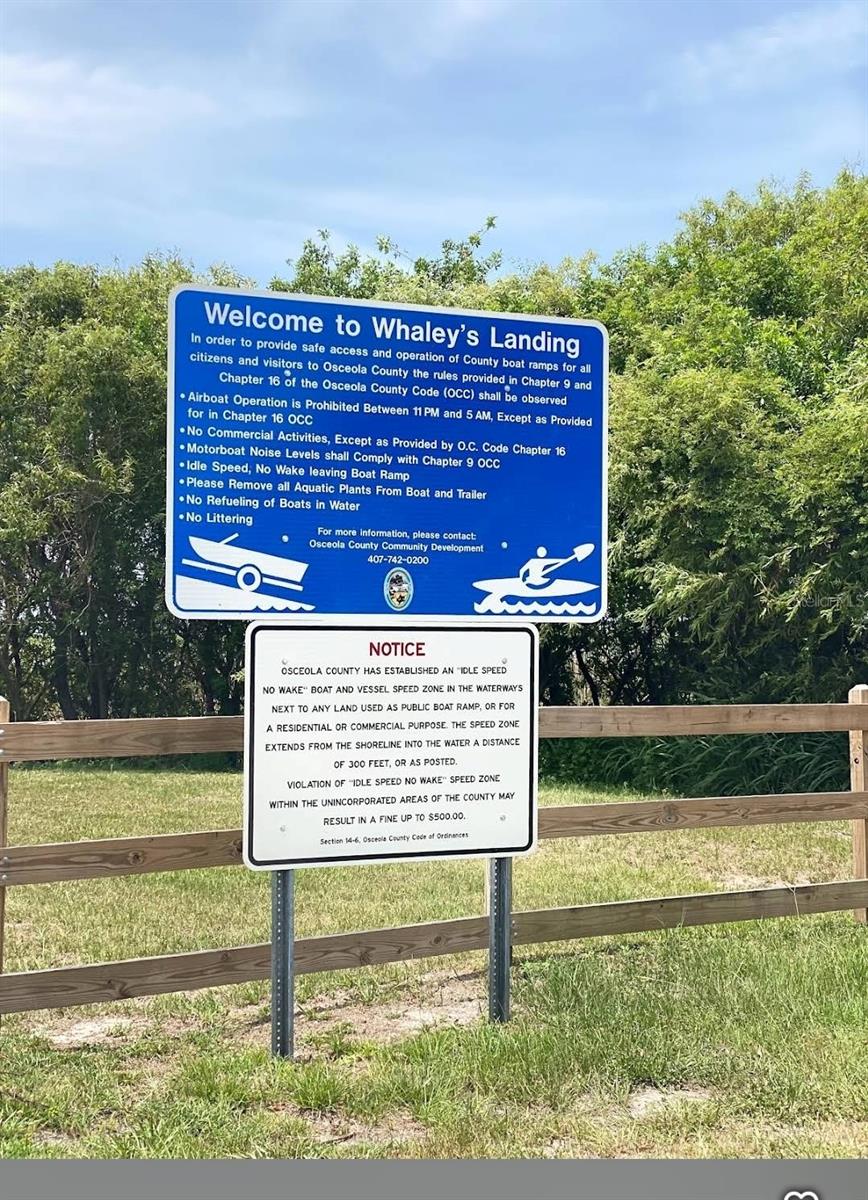 Welcome to Whaley's Landing
In order to provide safe access and operation of County boat ramps for all
citizens and visitors to Osceola County the rules provided in Chapter 9 and
Chapter 16 of the Osceola County Code (OCC) shall be observed
• Airboat Operation is Prohibited Between 11 PM and 5 AM, Except as Provided
for in Chapter 16 OCC
• No Commercial Activities, Except as Provided by O.C. Code Chapter 16
• Motorboat Noise Levels shall Comply with Chapter 9 OCC
• Idle Speed, No Wake leaving Boat Ramp
• Please Remove all Aquatic Plants From Boat and Trailer
• No Refueling of Boats in Water
• No Littering
For more information, please contact:
Osceola County Community Development
407-742-0200
NOTICE
OSCEOLA COUNTY HAS ESTABLISHED AN "IDLE SPEED
NO WAKE" BOAT AND VESSEL SPEED ZONE IN THE WATERWAYS
NEXT TO ANY LAND USED AS PUBLIC BOAT RAMP, OR FOR
A RESIDENTIAL OR COMMERCIAL PURPOSE. THE SPEED ZONE
EXTENDS FROM THE SHORELINE INTO THE WATER A DISTANCE
OF 300 FEET, OR AS POSTED.
VIOLATION OF "IDLE SPEED NO WAKE" SPEED ZONE
WITHIN THE UNINCORPORATED AREAS OF THE COUNTY MAY
RESULT IN A FINE UP TO $500.00.
Section 14-6, Osceola County Code of Ordinances